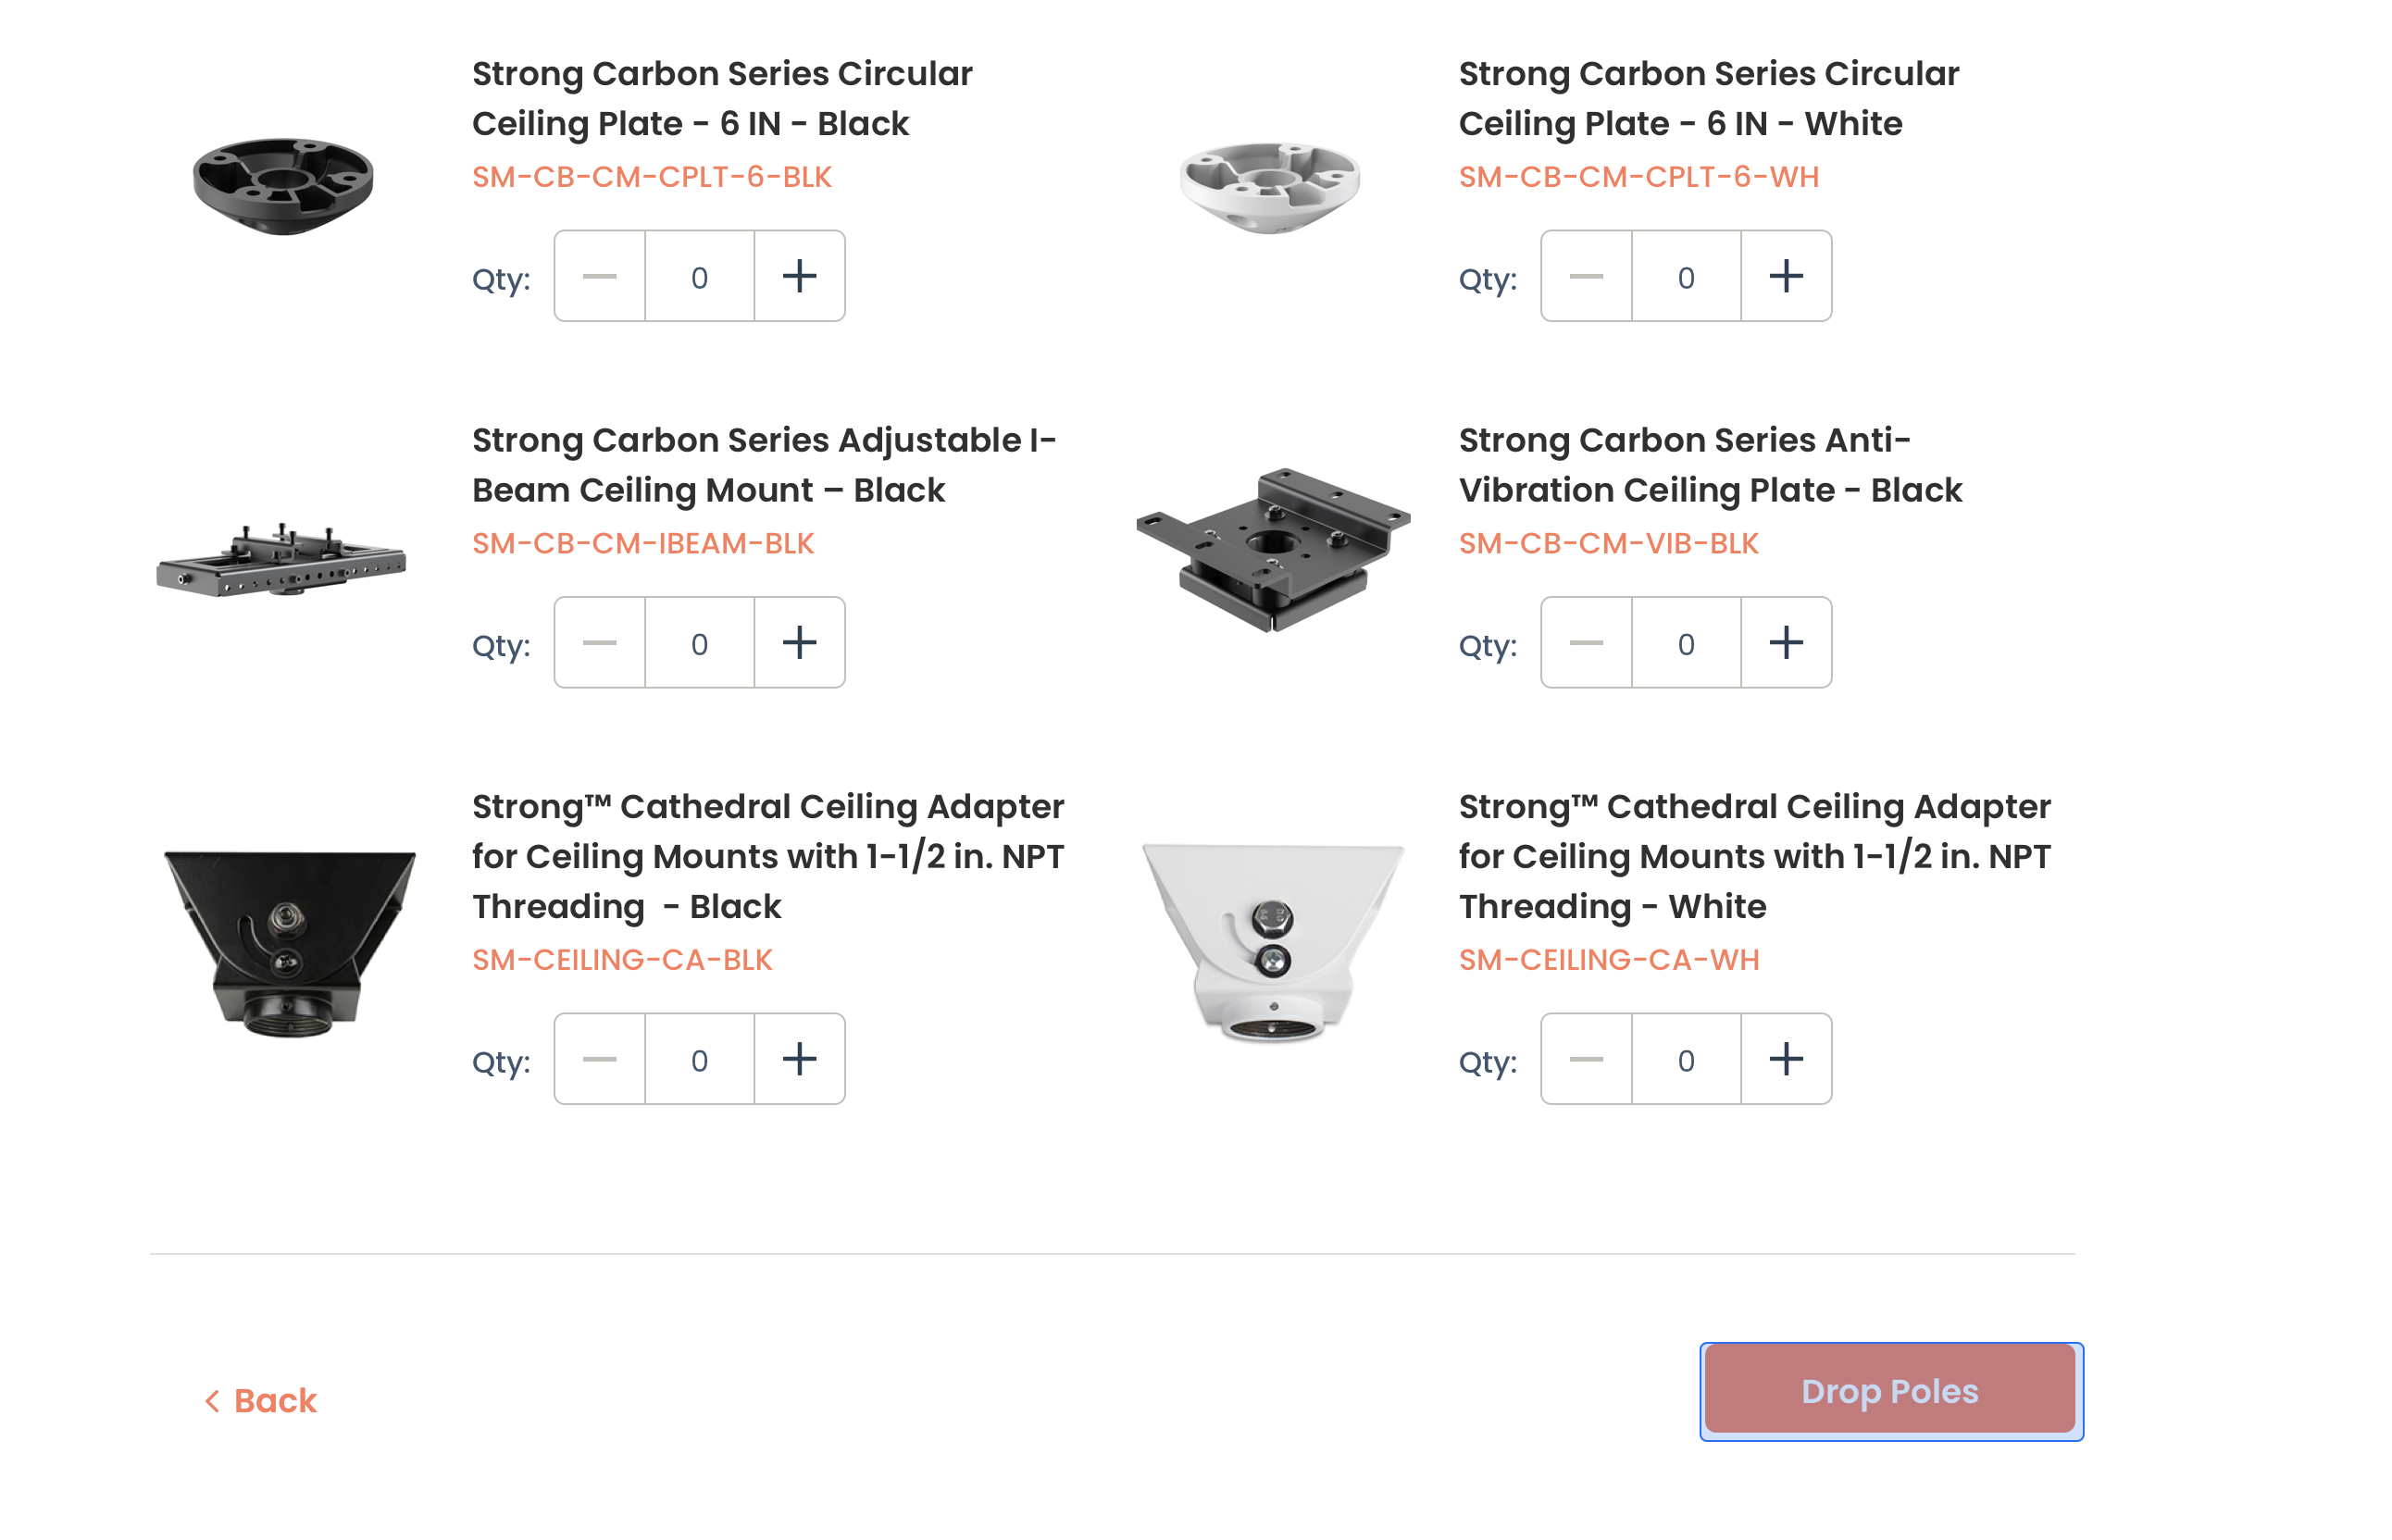 Strong Carbon Series Circular
Ceiling Plate - 6 IN - Black
SM-CB-CM-CPLT-6-BLK
Qty: 0
Strong Carbon Series Circular
Ceiling Plate - 6 IN - White
SM-CB-CM-CPLT-6-WH
Qty: 0
Strong Carbon Series Adjustable I-
Beam Ceiling Mount – Black
SM-CB-CM-IBEAM-BLK
Qty: 0
Strong Carbon Series Anti-
Vibration Ceiling Plate - Black
SM-CB-CM-VIB-BLK
Qty: 0
Strong™ Cathedral Ceiling Adapter
for Ceiling Mounts with 1-1/2 in. NPT
Threading - Black
SM-CEILING-CA-BLK
Qty: 0
Strong™ Cathedral Ceiling Adapter
for Ceiling Mounts with 1-1/2 in. NPT
Threading - White
SM-CEILING-CA-WH
Qty: 0
Back
Drop Poles